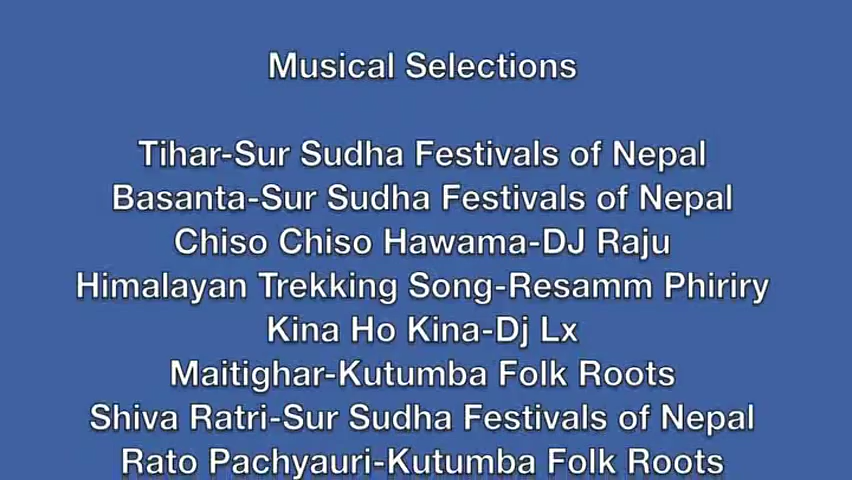 Musical Selections
Tihar-Sur Sudha Festivals of Nepal
Basanta-Sur Sudha Festivals of Nepal
Chiso Chiso Hawama-DJ Raju
Himalayan Trekking Song-Resamm Phiriry
Kina Ho Kina-Dj Lx
Maitighar-Kutumba Folk Roots
Shiva Ratri-Sur Sudha Festivals of Nepal
Rato Pachyauri-Kutumba Folk Roots